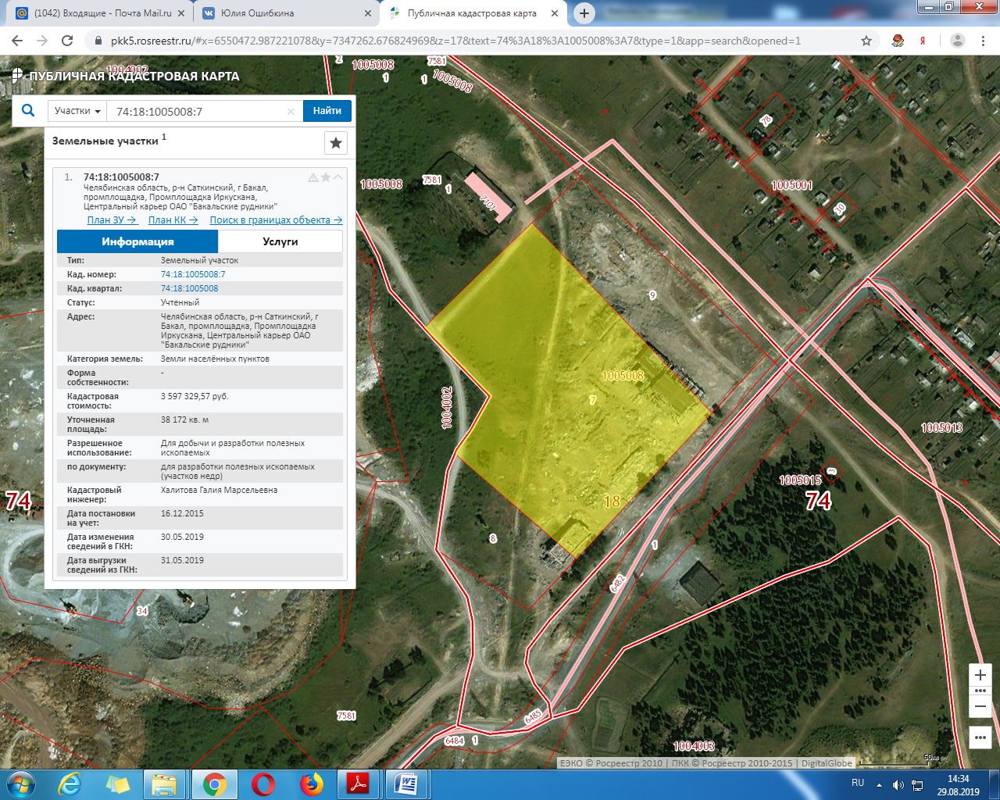 (1042) Входящие - Почта Mail.ru
Юлия Ошибкина
Публичная кадастровая карта
pkk5.rosreestr.ru/#x=6550472.987221078&y=7347262.676824969&z=17&text=74%3A18%3A1005008%3A7&type=1&app=search&opened=1
ПУБЛИЧНАЯ КАДАСТРОВАЯ КАРТА
Участки
74:18:1005008:7
Найти
Земельные участки 1
1. 74:18:1005008:7
Челябинская область, р-н Саткинский, г Бакал,
промплощадка, Промплощадка Иркускана,
Центральный карьер ОАО "Бакальские рудники"
План ЗУ → План КК → Поиск в границах объекта →
Информация Услуги
Тип: Земельный участок
Кад. номер: 74:18:1005008:7
Кад. квартал: 74:18:1005008
Статус: Учтенный
Адрес: Челябинская область, р-н Саткинский, г
Бакал, промплощадка, Промплощадка
Иркускана, Центральный карьер ОАО
"Бакальские рудники"
Категория земель: Земли населённых пунктов
Форма
собственности: -
Кадастровая
стоимость: 3 597 329,57 руб.
Уточненная
площадь: 38 172 кв. м
Разрешенное
использование: Для добычи и разработки полезных
ископаемых
по документу: для разработки полезных ископаемых
(участков недр)
Кадастровый
инженер: Халитова Галия Марсельевна
Дата постановки
на учет: 16.12.2015
Дата изменения
сведений в ГКН: 30.05.2019
Дата выгрузки
сведений из ГКН: 31.05.2019
1004002
2
1005008
1
7581
1
1005008
78
1005008
7581
1
7101
1005001
30
9
1005008
7
1004002
1005013
3
1005015
74
74
18
8
1
6482
34
7581
6485
6484
1
1004003
ЕЭКО © Росреестр 2010 | ПКК © Росреестр 2010-2015 | DigitalGlobe
50m
RU
14:34
29.08.2019